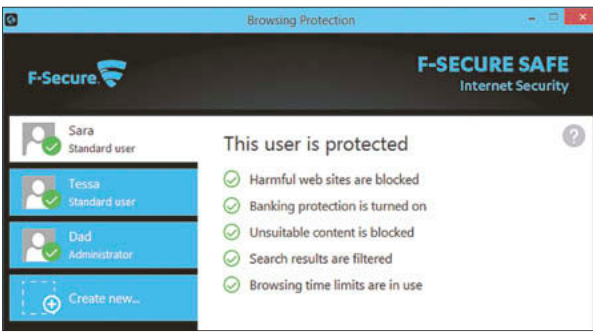 Browsing Protection
F-Secure.
F-SECURE SAFE
Internet Security
Sara
Standard user
Tessa
Standard user
Dad
Administrator
Create new...
This user is protected
?
Harmful web sites are blocked
Banking protection is turned on
Unsuitable content is blocked
Search results are filtered
Browsing time limits are in use